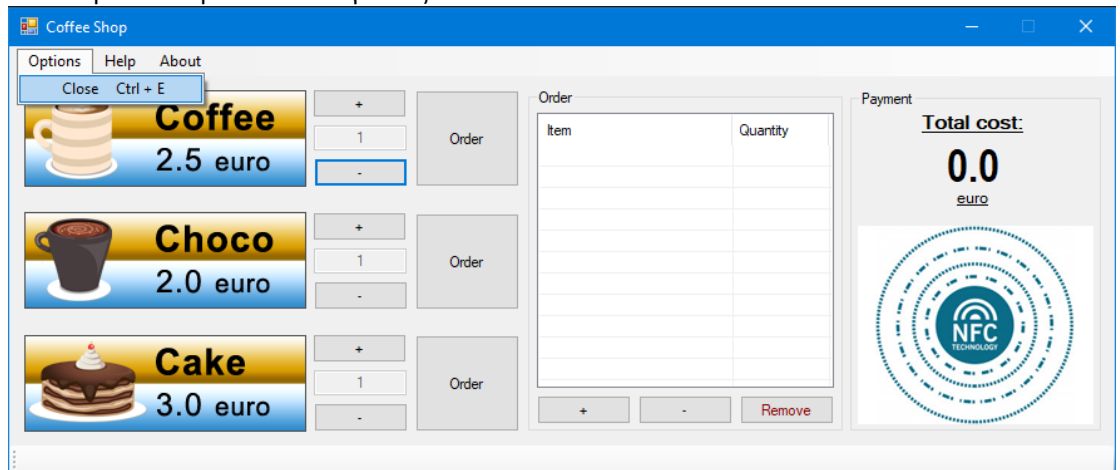 Coffee Shop
Options Help About
Close Ctrl + E
Coffee
2.5 euro
+
1
-
Order
Choco
2.0 euro
+
1
-
Order
Cake
3.0 euro
+
1
-
Order
Order
Item Quantity
+ - Remove
Payment
Total cost:
0.0
euro
NFC
TECHNOLOGY